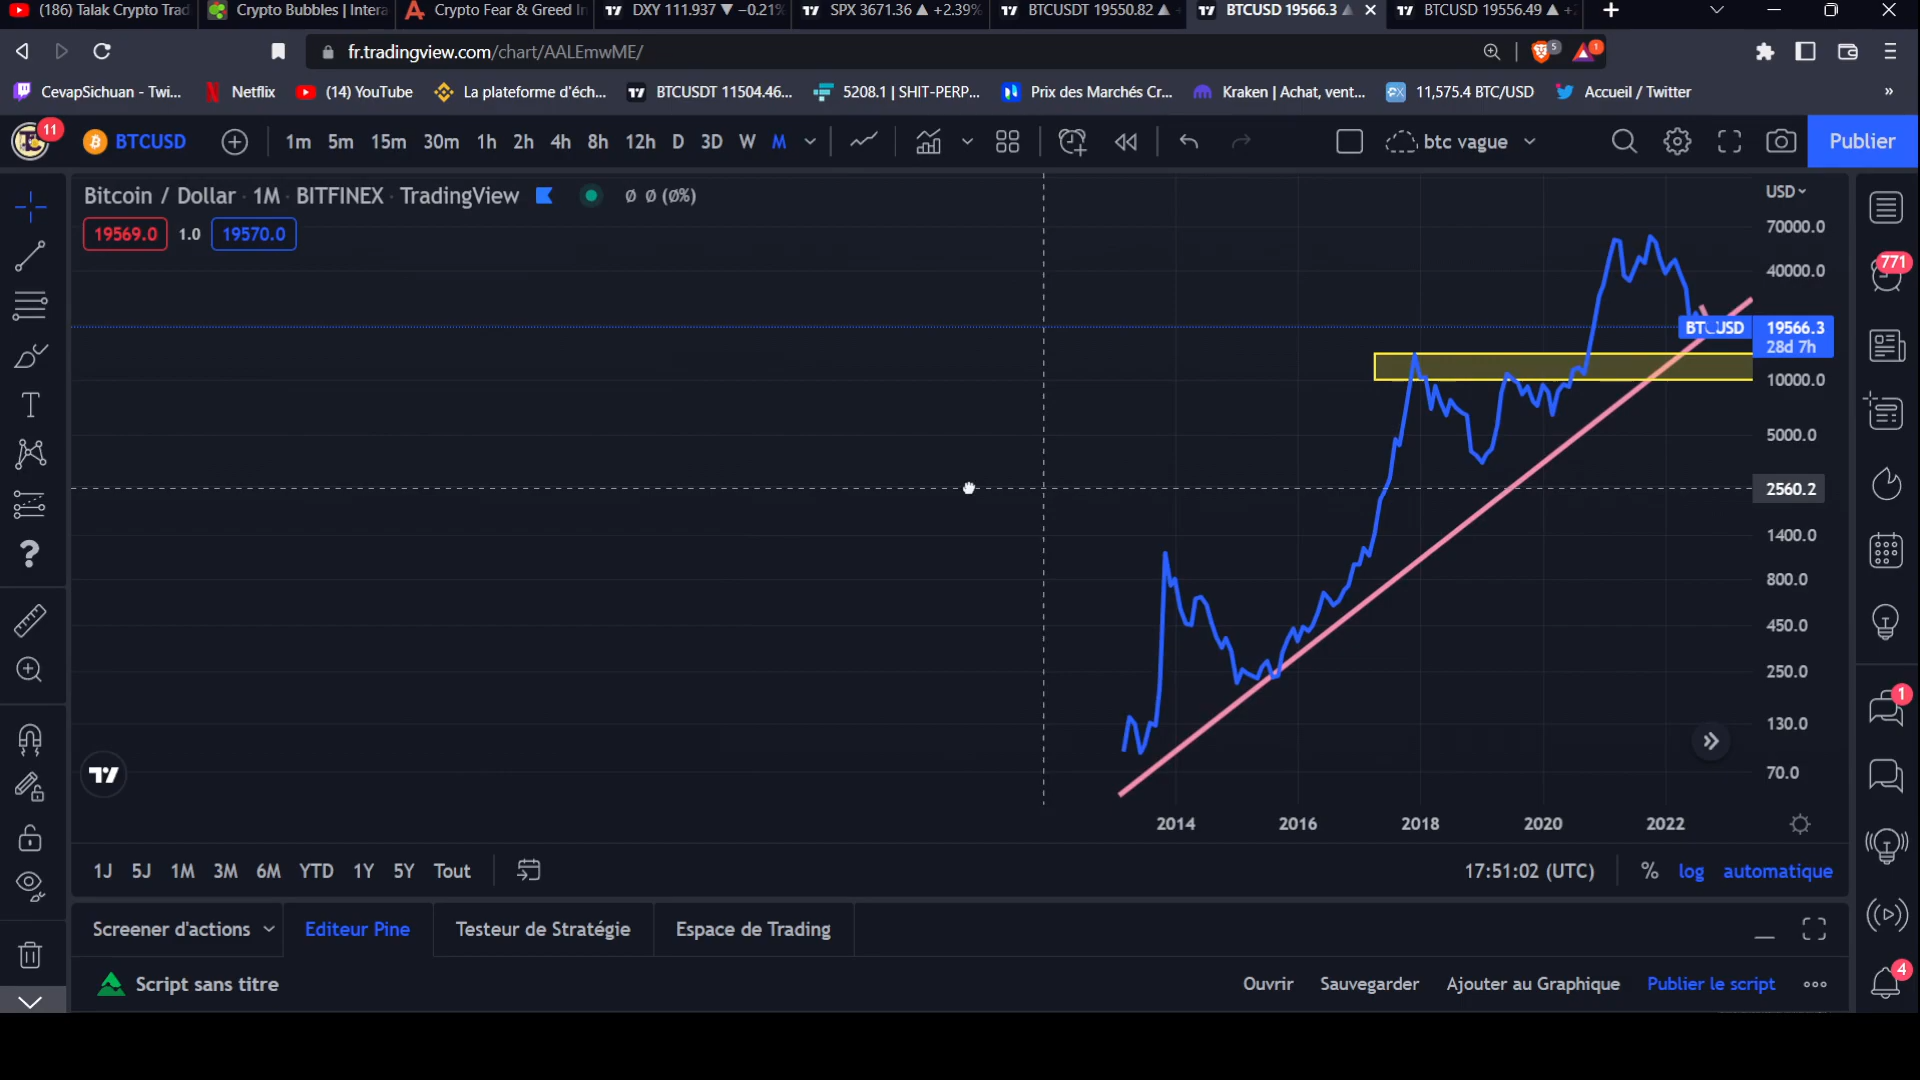 (186) Talak Crypto Trad
Crypto Bubbles | Intera
Crypto Fear & Greed In
DXY 111.937 ▼ −0.21%
SPX 3671.36 ▲ +2.39%
BTCUSDT 19550.82 ▲
BTCUSD 19566.3 ▲
BTCUSD 19556.49 ▲ +
fr.tradingview.com/chart/AALEmwME/
5
1
CevapSichuan - Twi...
Netflix
(14) YouTube
La plateforme d'éch...
BTCUSDT 11504.46...
5208.1 | SHIT-PERP...
Prix des Marchés Cr...
Kraken | Achat, vent...
11,575.4 BTC/USD
Accueil / Twitter
»
11
BTCUSD
1m 5m 15m 30m 1h 2h 4h 8h 12h D 3D W M
btc vague
Publier
Bitcoin / Dollar · 1M · BITFINEX · TradingView
ø ø (ø%)
USD
19569.0 1.0 19570.0
70000.0
771
40000.0
BTCUSD 19566.3
28d 7h
10000.0
5000.0
2560.2
1400.0
800.0
450.0
250.0
130.0
70.0
1
2014 2016 2018 2020 2022
1J 5J 1M 3M 6M YTD 1Y 5Y Tout
17:51:02 (UTC) % log automatique
Screener d'actions
Editeur Pine
Testeur de Stratégie
Espace de Trading
4
Script sans titre
Ouvrir Sauvegarder Ajouter au Graphique Publier le script